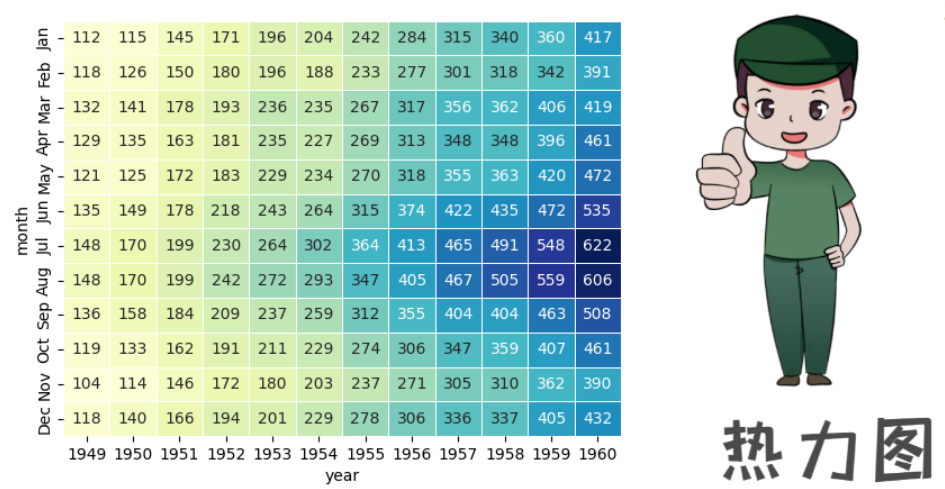 Jan 112 115 145 171 196 204 242 284 315 340 360 417
Feb 118 126 150 180 196 188 233 277 301 318 342 391
Mar 132 141 178 193 236 235 267 317 356 362 406 419
Apr 129 135 163 181 235 227 269 313 348 348 396 461
May 121 125 172 183 229 234 270 318 355 363 420 472
Jun 135 149 178 218 243 264 315 374 422 435 472 535
Jul 148 170 199 230 264 302 364 413 465 491 548 622
Aug 148 170 199 242 272 293 347 405 467 505 559 606
Sep 136 158 184 209 237 259 312 355 404 404 463 508
Oct 119 133 162 191 211 229 274 306 347 359 407 461
Nov 104 114 146 172 180 203 237 271 305 310 362 390
Dec 118 140 166 194 201 229 278 306 336 337 405 432
1949 1950 1951 1952 1953 1954 1955 1956 1957 1958 1959 1960
year
month
热力图